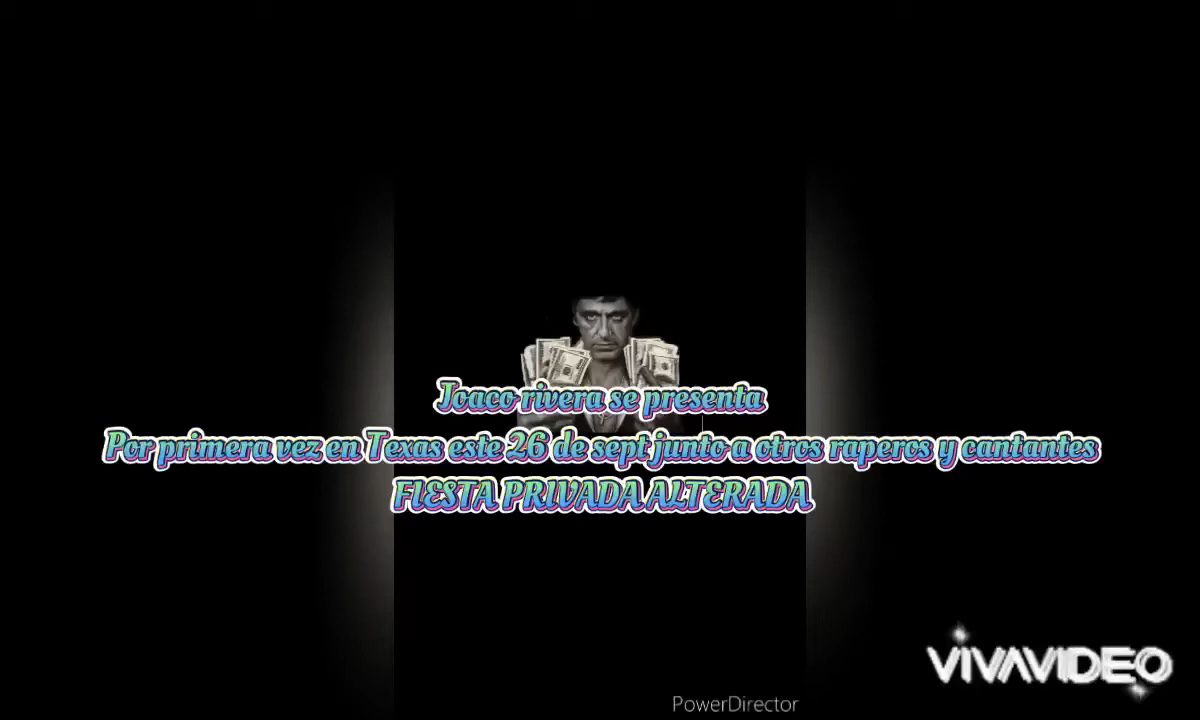 Joaco rivera se presenta
Por primera vez en Texas este 26 de sept junto a otros raperos y cantantes
FIESTA PRIVADA ALTERADA
VIVAVIDEO
PowerDirector